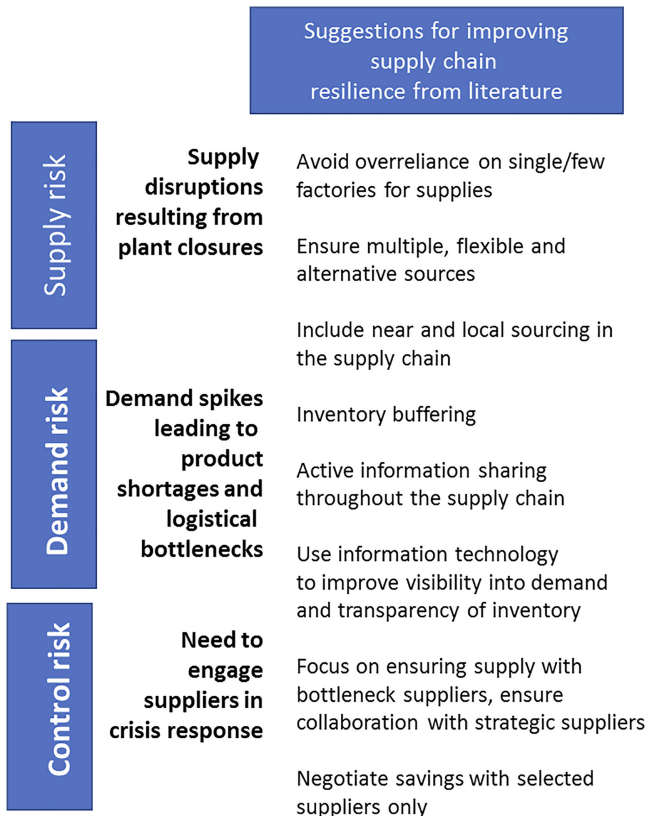 Suggestions for improving
supply chain
resilience from literature
Supply risk
Supply
disruptions
resulting from
plant closures
Avoid overreliance on single/few
factories for supplies
Ensure multiple, flexible and
alternative sources
Include near and local sourcing in
the supply chain
Demand risk
Demand spikes
leading to
product
shortages and
logistical
bottlenecks
Inventory buffering
Active information sharing
throughout the supply chain
Use information technology
to improve visibility into demand
and transparency of inventory
Control risk
Need to
engage
suppliers in
crisis response
Focus on ensuring supply with
bottleneck suppliers, ensure
collaboration with strategic suppliers
Negotiate savings with selected
suppliers only